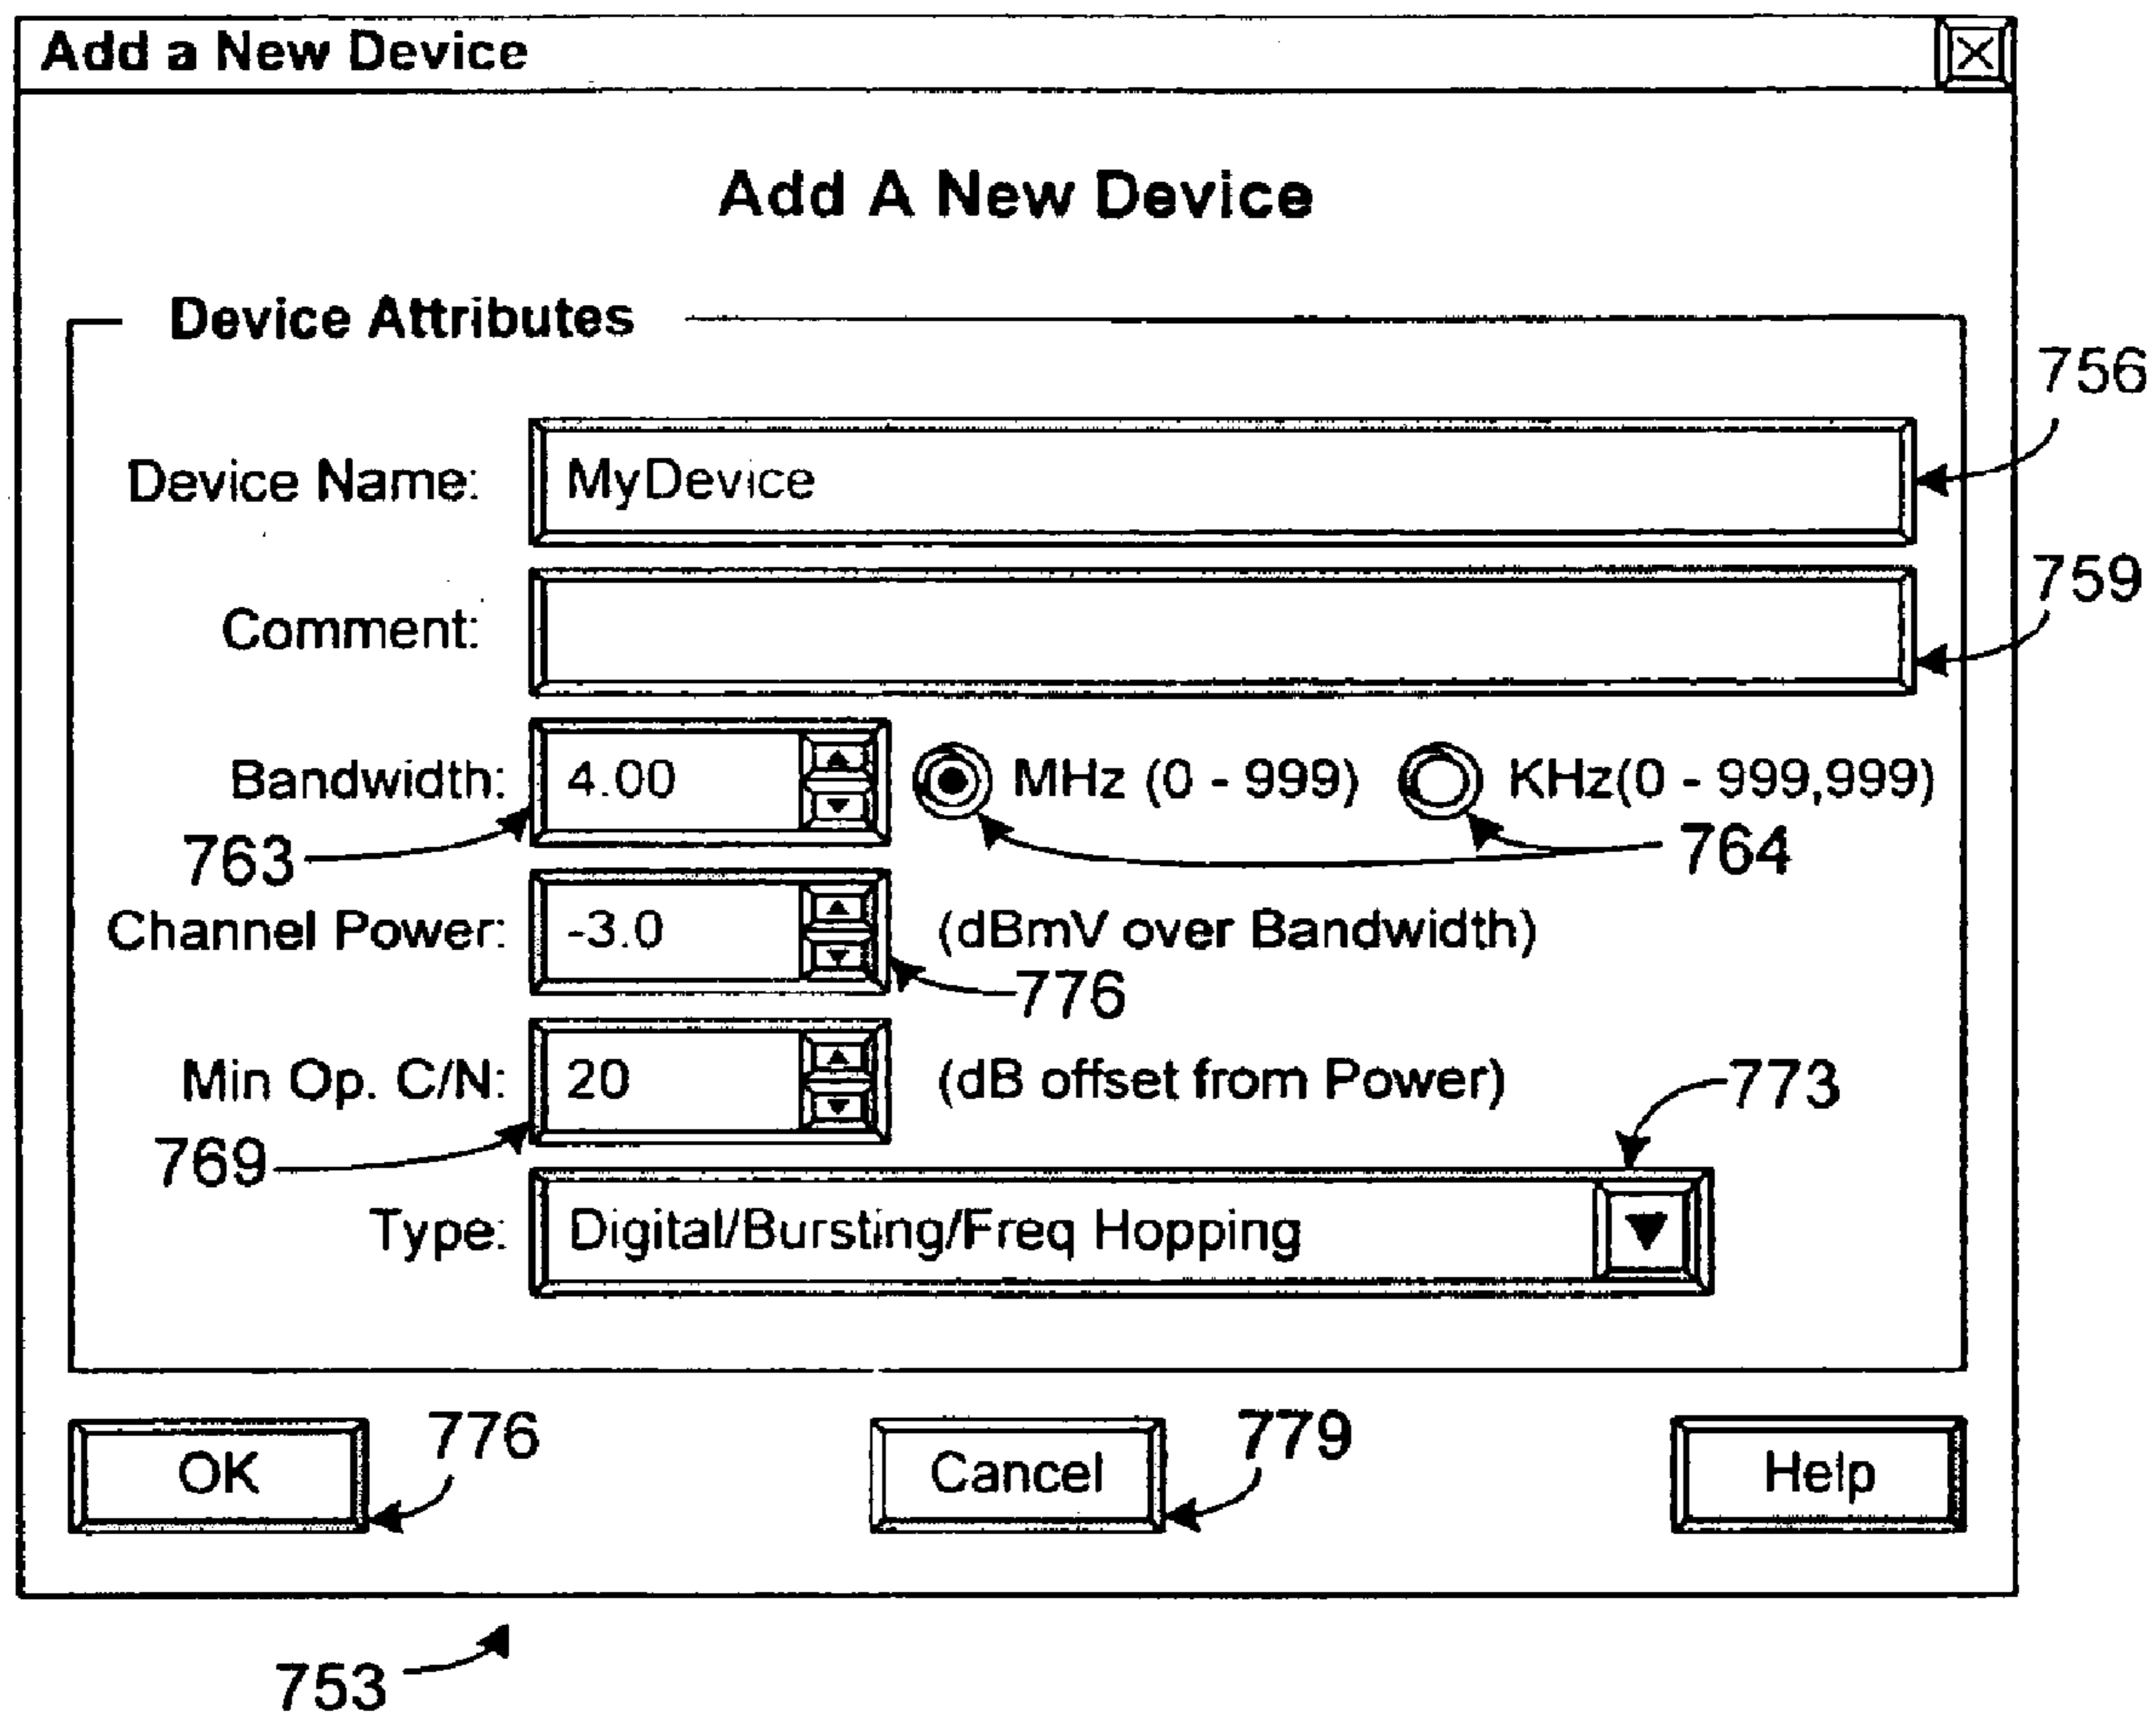 Add a New Device
Add A New Device
Device Attributes
756
Device Name: MyDevice
759
Comment:
Bandwidth: 4.00 MHz (0 - 999) KHz(0 - 999,999)
763 764
Channel Power: -3.0 (dBmV over Bandwidth)
776
Min Op. C/N: 20 (dB offset from Power) 773
769
Type: Digital/Bursting/Freq Hopping
OK 776 Cancel 779 Help
753